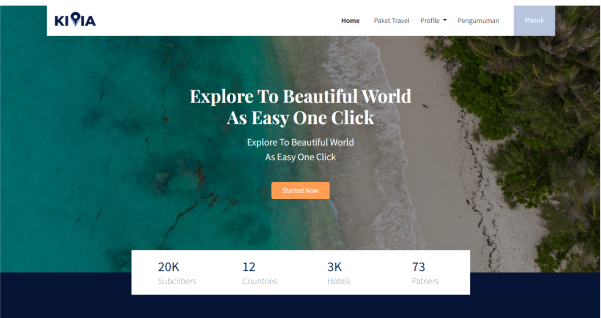 KIVIA
Home Paket Travel Profile Pengumuman Masuk
Explore To Beautiful World
As Easy One Click
Explore To Beautiful World
As Easy One Click
Started Now
20K 12 3K 73
Subcribers Countries Hotels Patners